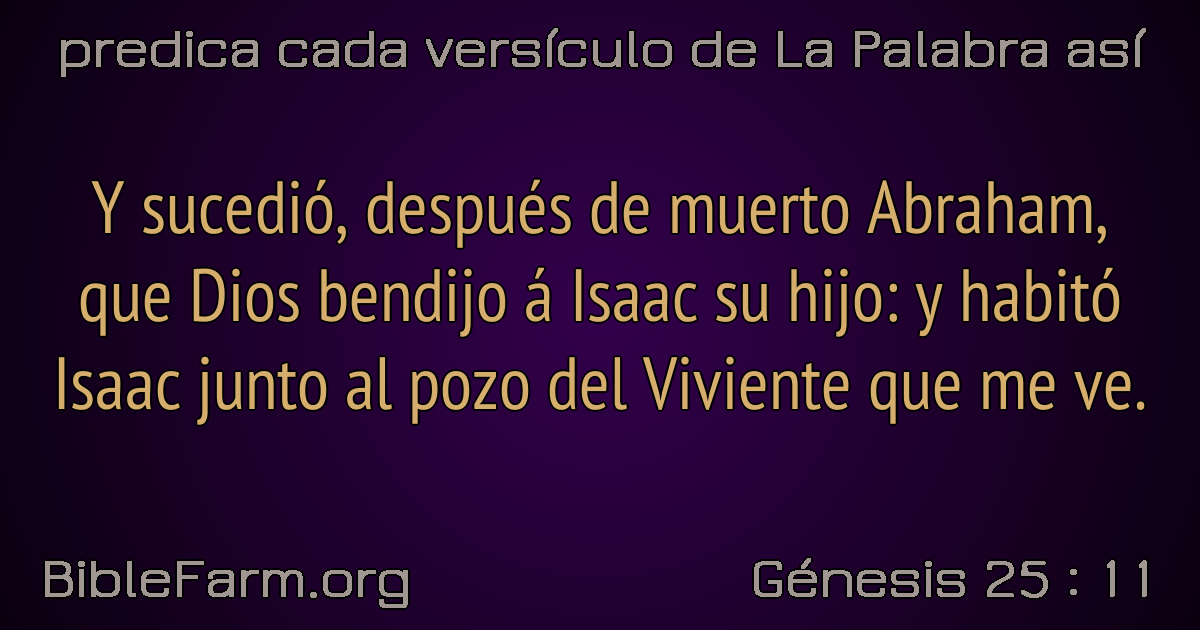 predica cada versículo de La Palabra así
Y sucedió, después de muerto Abraham,
que Dios bendijo á Isaac su hijo: y habitó
Isaac junto al pozo del Viviente que me ve.
BibleFarm.org
Génesis 25 : 11